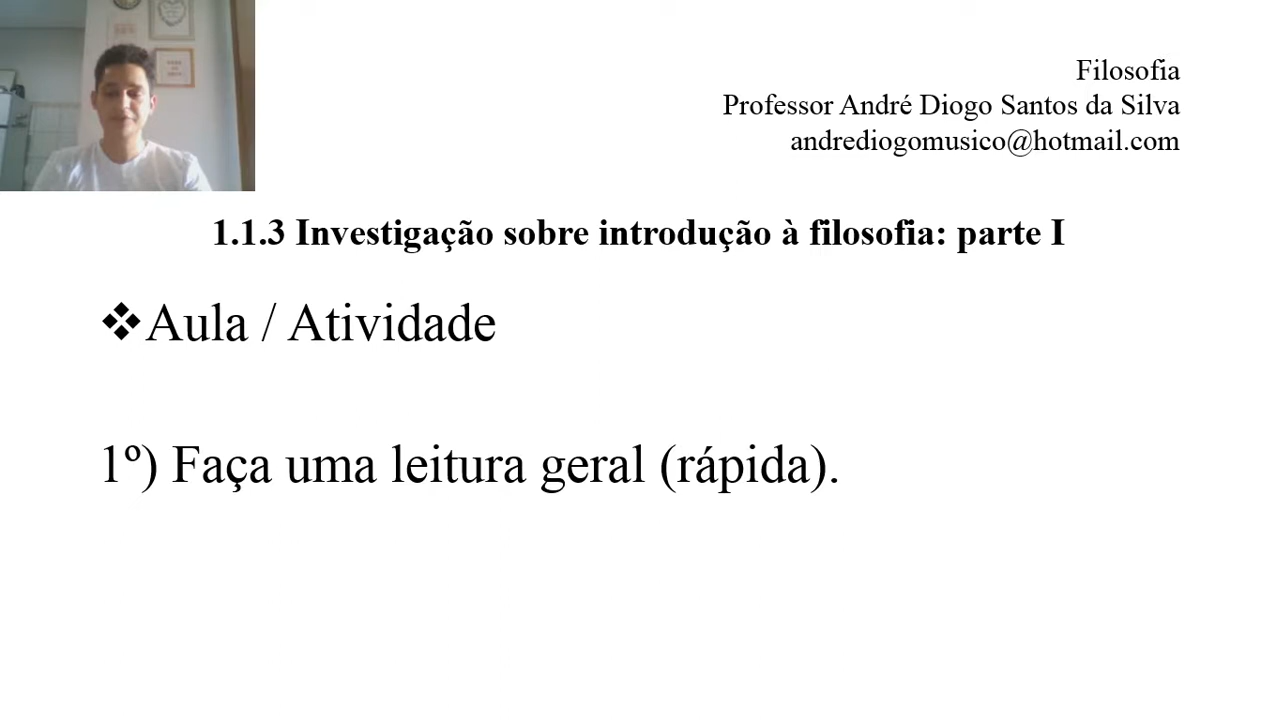 Filosofia
Professor André Diogo Santos da Silva
andrediogomusico@hotmail.com
1.1.3 Investigação sobre introdução à filosofia: parte I
❖Aula / Atividade
1º) Faça uma leitura geral (rápida).